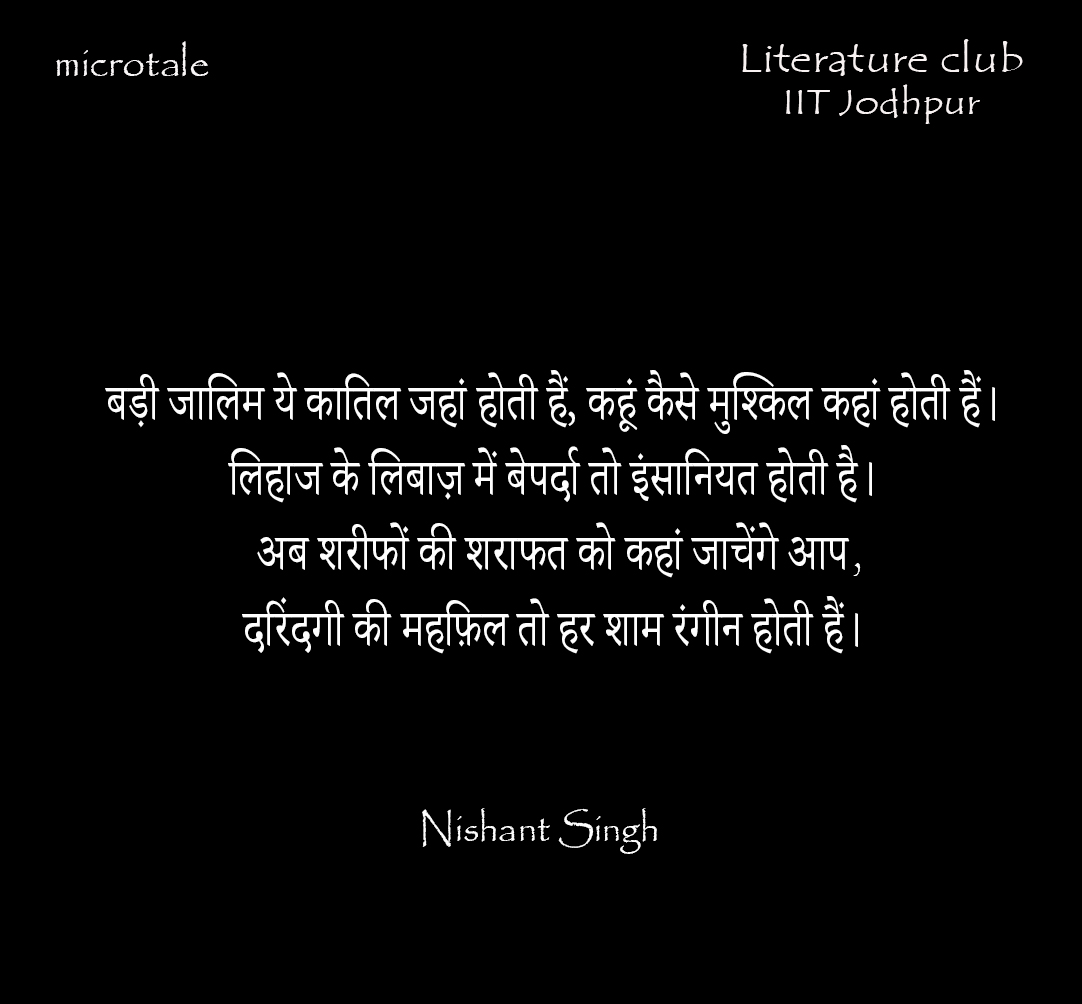 microtale
Literature club
IIT Jodhpur
बड़ी जालिम ये कातिल जहां होती हैं, कहूं कैसे मुश्किल कहां होती हैं।
लिहाज के लिबाज़ में बेपर्दा तो इंसानियत होती है।
अब शरीफों की शराफत को कहां जाचेंगे आप,
दरिंदगी की महफ़िल तो हर शाम रंगीन होती हैं।
Nishant Singh